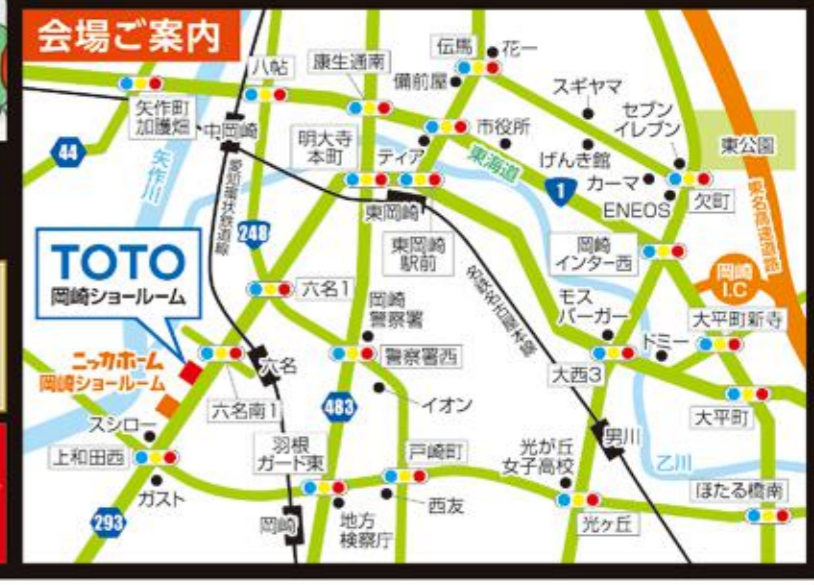 会場ご案内
八帖
康生通南
伝馬
花一
備前屋
スギヤマ
セブン
イレブン
矢作町
加護畑
中岡崎
明大寺
本町
ティア
市役所
げんき館
カーマ
ENEOS
東公園
44
矢作川
愛知環状鉄道線
東海道
1
欠町
東名高速道路
東岡崎
東岡崎
駅前
岡崎
インター西
岡崎
I.C
248
TOTO
岡崎ショールーム
六名1
岡崎
警察署
名鉄名古屋本線
モス
バーガー
大平町新寺
ドミー
ニッカホーム
岡崎ショールーム
六名
警察署西
大西3
六名南1
483
イオン
大平町
スシロー
上和田西
羽根
ガード東
戸崎町
光が丘
女子高校
男川
乙川
ガスト
293
岡崎
地方
検察庁
西友
光ヶ丘
ほたる橋南